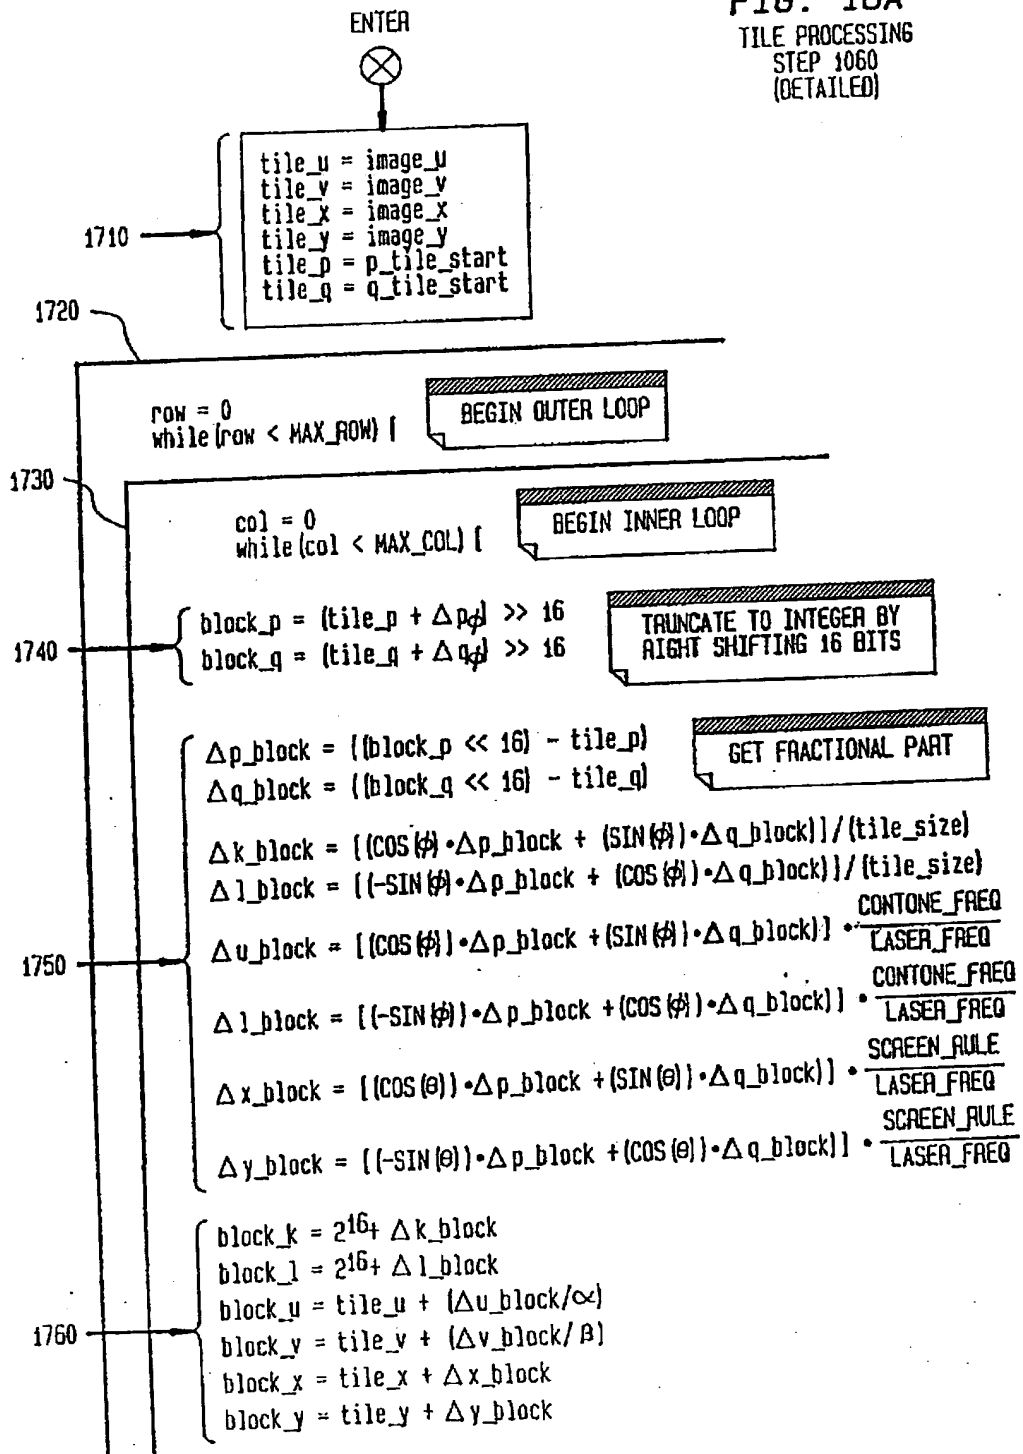 ENTER
FIG. 18A
TILE PROCESSING
STEP 1060
(DETAILED)
tile_u = image_u
tile_v = image_v
tile_x = image_x
tile_y = image_y
tile_p = p_tile_start
tile_q = q_tile_start
1710
1720
row = 0
while(row < MAX_ROW) [
BEGIN OUTER LOOP
1730
col = 0
while(col < MAX_COL) [
BEGIN INNER LOOP
1740
block_p = (tile_p + Δpϕ) >> 16
block_q = (tile_q + Δqϕ) >> 16
TRUNCATE TO INTEGER BY
RIGHT SHIFTING 16 BITS
Δp_block = ((block_p << 16) - tile_p)
Δq_block = ((block_q << 16) - tile_q)
GET FRACTIONAL PART
Δk_block = [(COS(ϕ)•Δp_block + (SIN(ϕ))•Δq_block)]/(tile_size)
Δl_block = [(-SIN(ϕ)•Δp_block + (COS(ϕ))•Δq_block)]/(tile_size)
Δu_block = [(COS(ϕ))•Δp_block +(SIN(ϕ))•Δq_block)] • CONTONE_FREQ
LASER_FREQ
1750
Δl_block = [(-SIN(ϕ))•Δp_block +(COS(ϕ))•Δq_block)] • CONTONE_FREQ
LASER_FREQ
Δx_block = [(COS(θ))•Δp_block +(SIN(θ))•Δq_block)] • SCREEN_RULE
LASER_FREQ
Δy_block = [(-SIN(θ))•Δp_block +(COS(θ))•Δq_block)] • SCREEN_RULE
LASER_FREQ
block_k = 2¹⁶+ Δk_block
block_l = 2¹⁶+ Δl_block
block_u = tile_u + (Δu_block/∝)
block_v = tile_v + (Δv_block/β)
1760
block_x = tile_x + Δx_block
block_y = tile_y + Δy_block